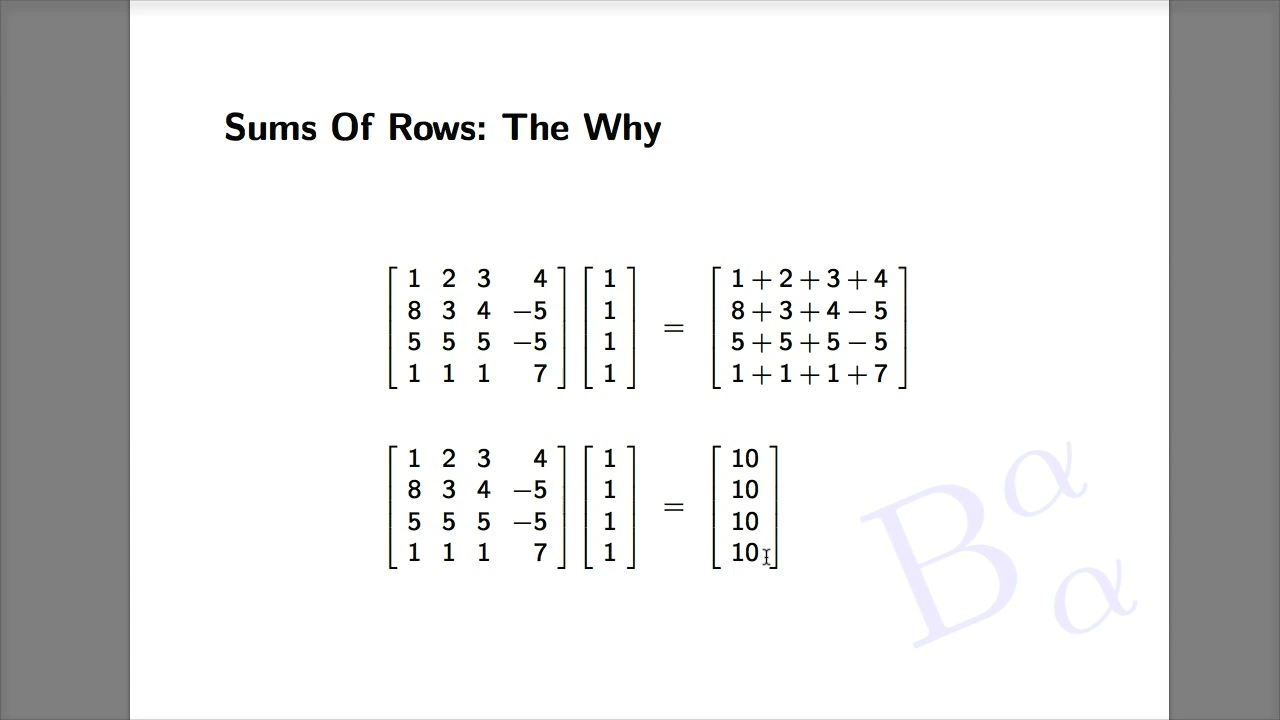 Sums Of Rows: The Why
[ 1 2 3 4 ] [ 1 ] [ 1 + 2 + 3 + 4 ]
[ 8 3 4 −5 ] [ 1 ] = [ 8 + 3 + 4 − 5 ]
[ 5 5 5 −5 ] [ 1 ] [ 5 + 5 + 5 − 5 ]
[ 1 1 1 7 ] [ 1 ] [ 1 + 1 + 1 + 7 ]
[ 1 2 3 4 ] [ 1 ] [ 10 ]
[ 8 3 4 −5 ] [ 1 ] = [ 10 ]
[ 5 5 5 −5 ] [ 1 ] [ 10 ]
[ 1 1 1 7 ] [ 1 ] [ 10 ]
B α α